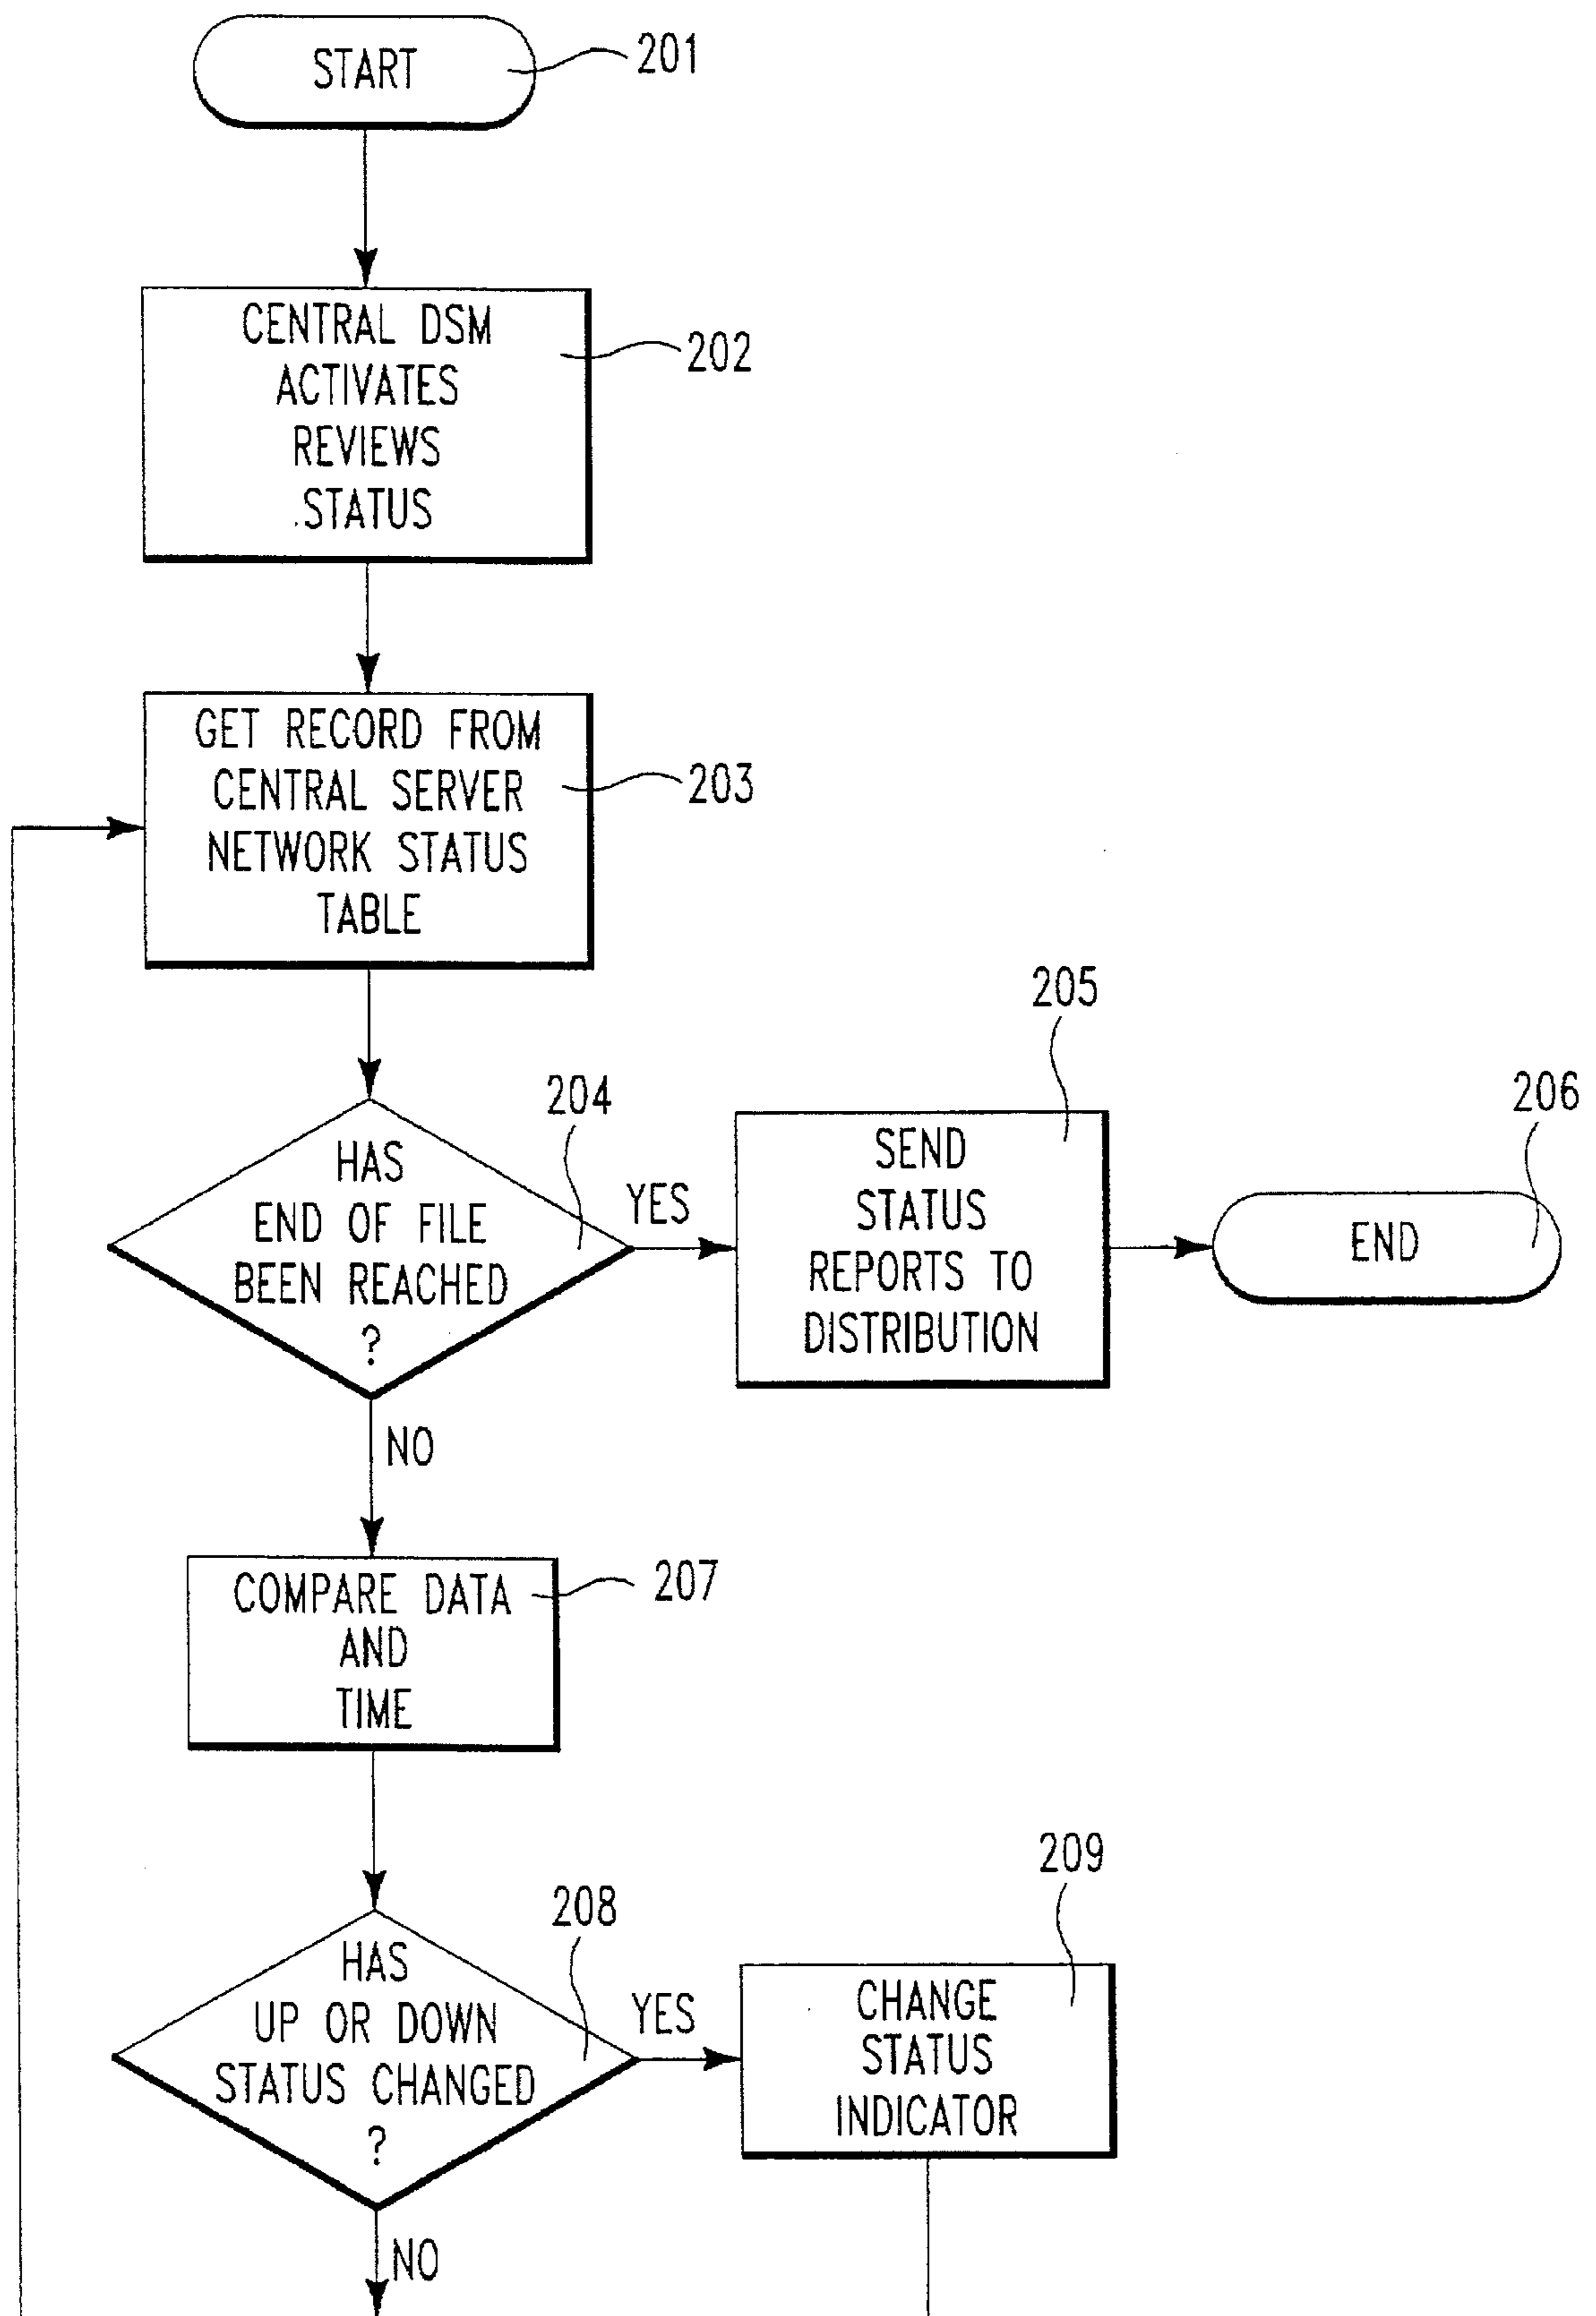 START
201
CENTRAL DSM
ACTIVATES
REVIEWS
STATUS
202
GET RECORD FROM
CENTRAL SERVER
NETWORK STATUS
TABLE
203
HAS
END OF FILE
BEEN REACHED
?
204
YES
SEND
STATUS
REPORTS TO
DISTRIBUTION
205
END
206
NO
COMPARE DATA
AND
TIME
207
HAS
UP OR DOWN
STATUS CHANGED
?
208
YES
CHANGE
STATUS
INDICATOR
209
NO